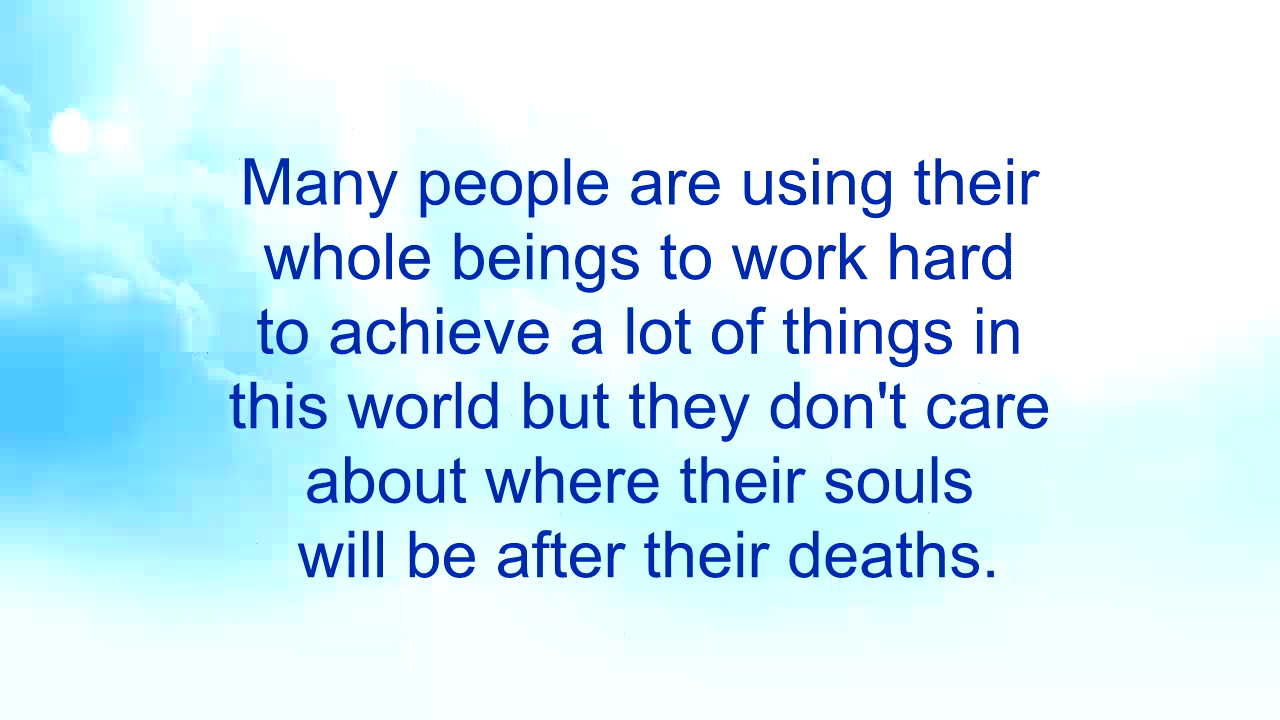 Many people are using their
whole beings to work hard
to achieve a lot of things in
this world but they don't care
about where their souls
will be after their deaths.